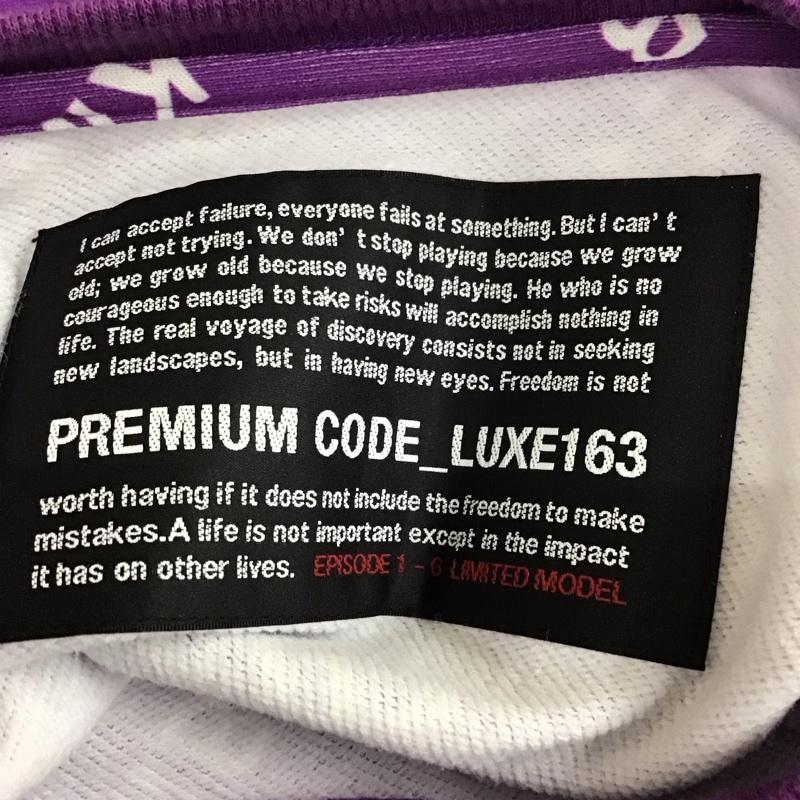 I can accept failure, everyone fails at something. But I can' t
accept not trying. We don' t stop playing because we grow
old; we grow old because we stop playing. He who is no
courageous enough to take risks will accomplish nothing in
life. The real voyage of discovery consists not in seeking
new landscapes, but in having new eyes. Freedom is not
PREMIUM CODE_LUXE163
worth having if it does not include the freedom to make
mistakes.A life is not important except in the impact
it has on other lives. EPISODE 1 - 6 LIMITED MODEL